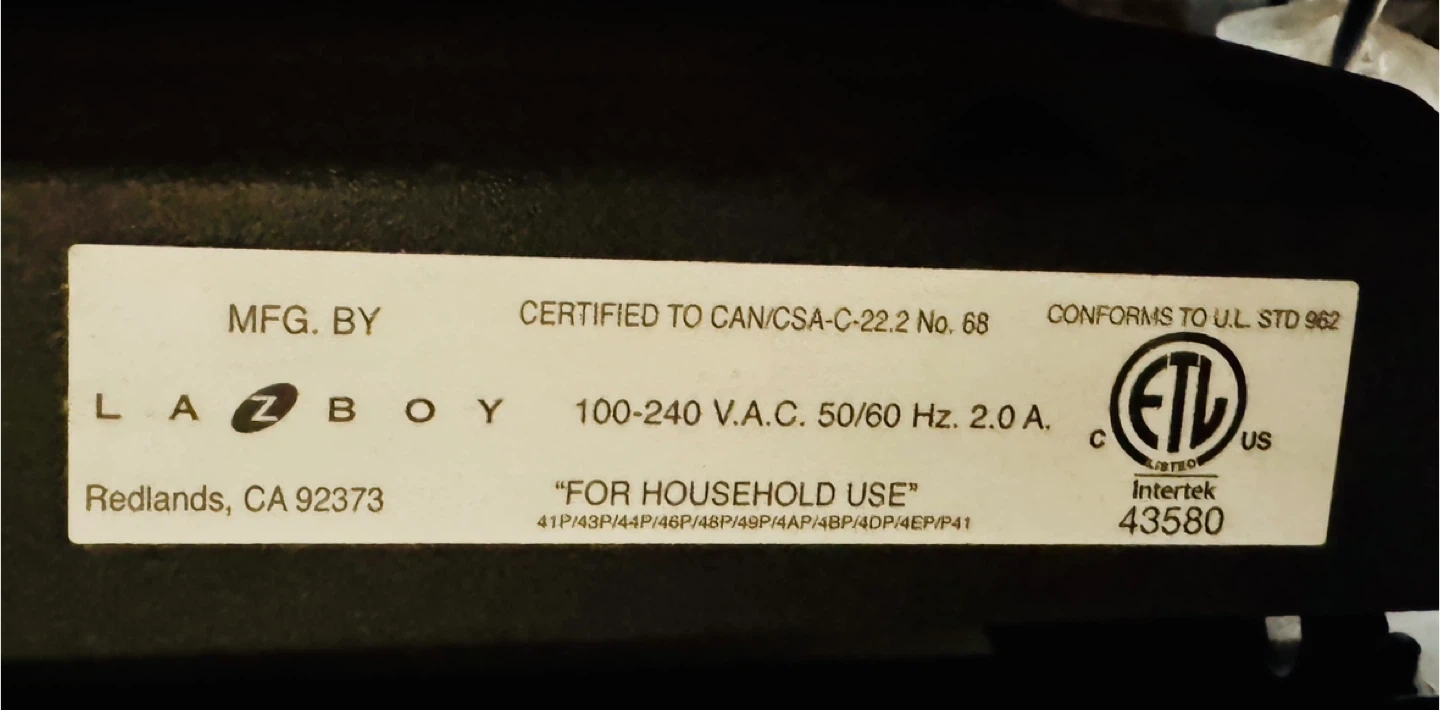 MFG. BY
LAZBOY
Redlands, CA 92373
CERTIFIED TO CAN/CSA-C-22.2 No. 68
100-240 V.A.C. 50/60 Hz. 2.0 A.
“FOR HOUSEHOLD USE”
41P/43P/44P/46P/48P/49P/4AP/4BP/4DP/4EP/P41
CONFORMS TO U.L. STD 962
ETL
C US
LISTED
Intertek
43580